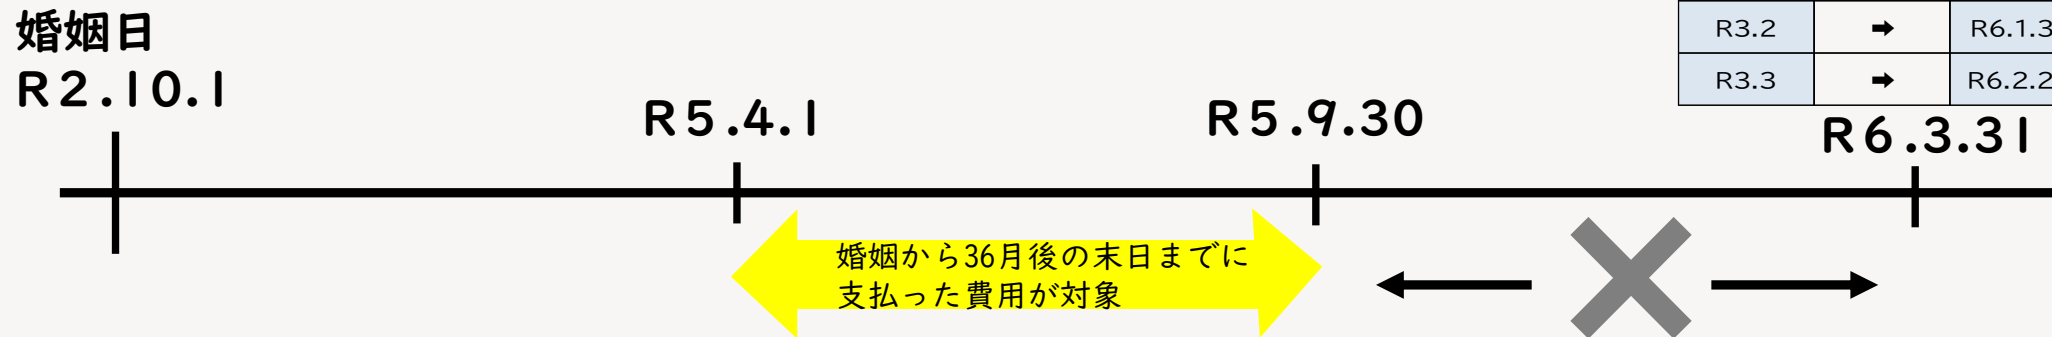 婚姻日
R2.10.1
R5.4.1
R5.9.30
R6.3.31
R3.2 ➡ R6.1.3
R3.3 ➡ R6.2.2
婚姻から36月後の末日までに
支払った費用が対象